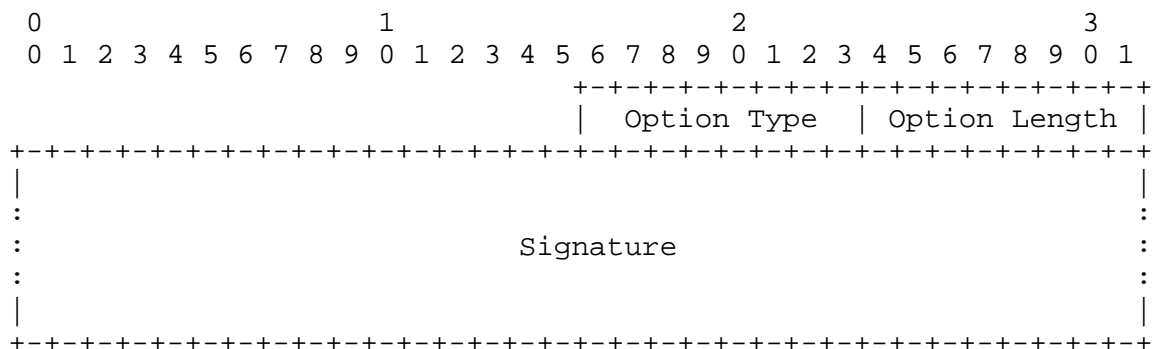 0                   1                   2                   3
 0 1 2 3 4 5 6 7 8 9 0 1 2 3 4 5 6 7 8 9 0 1 2 3 4 5 6 7 8 9 0 1
                                +-+-+-+-+-+-+-+-+-+-+-+-+-+-+-+-+
                                |  Option Type  | Option Length |
+-+-+-+-+-+-+-+-+-+-+-+-+-+-+-+-+-+-+-+-+-+-+-+-+-+-+-+-+-+-+-+-+
|                                                               |
:                                                               :
:                            Signature                          :
:                                                               :
|                                                               |
+-+-+-+-+-+-+-+-+-+-+-+-+-+-+-+-+-+-+-+-+-+-+-+-+-+-+-+-+-+-+-+-+